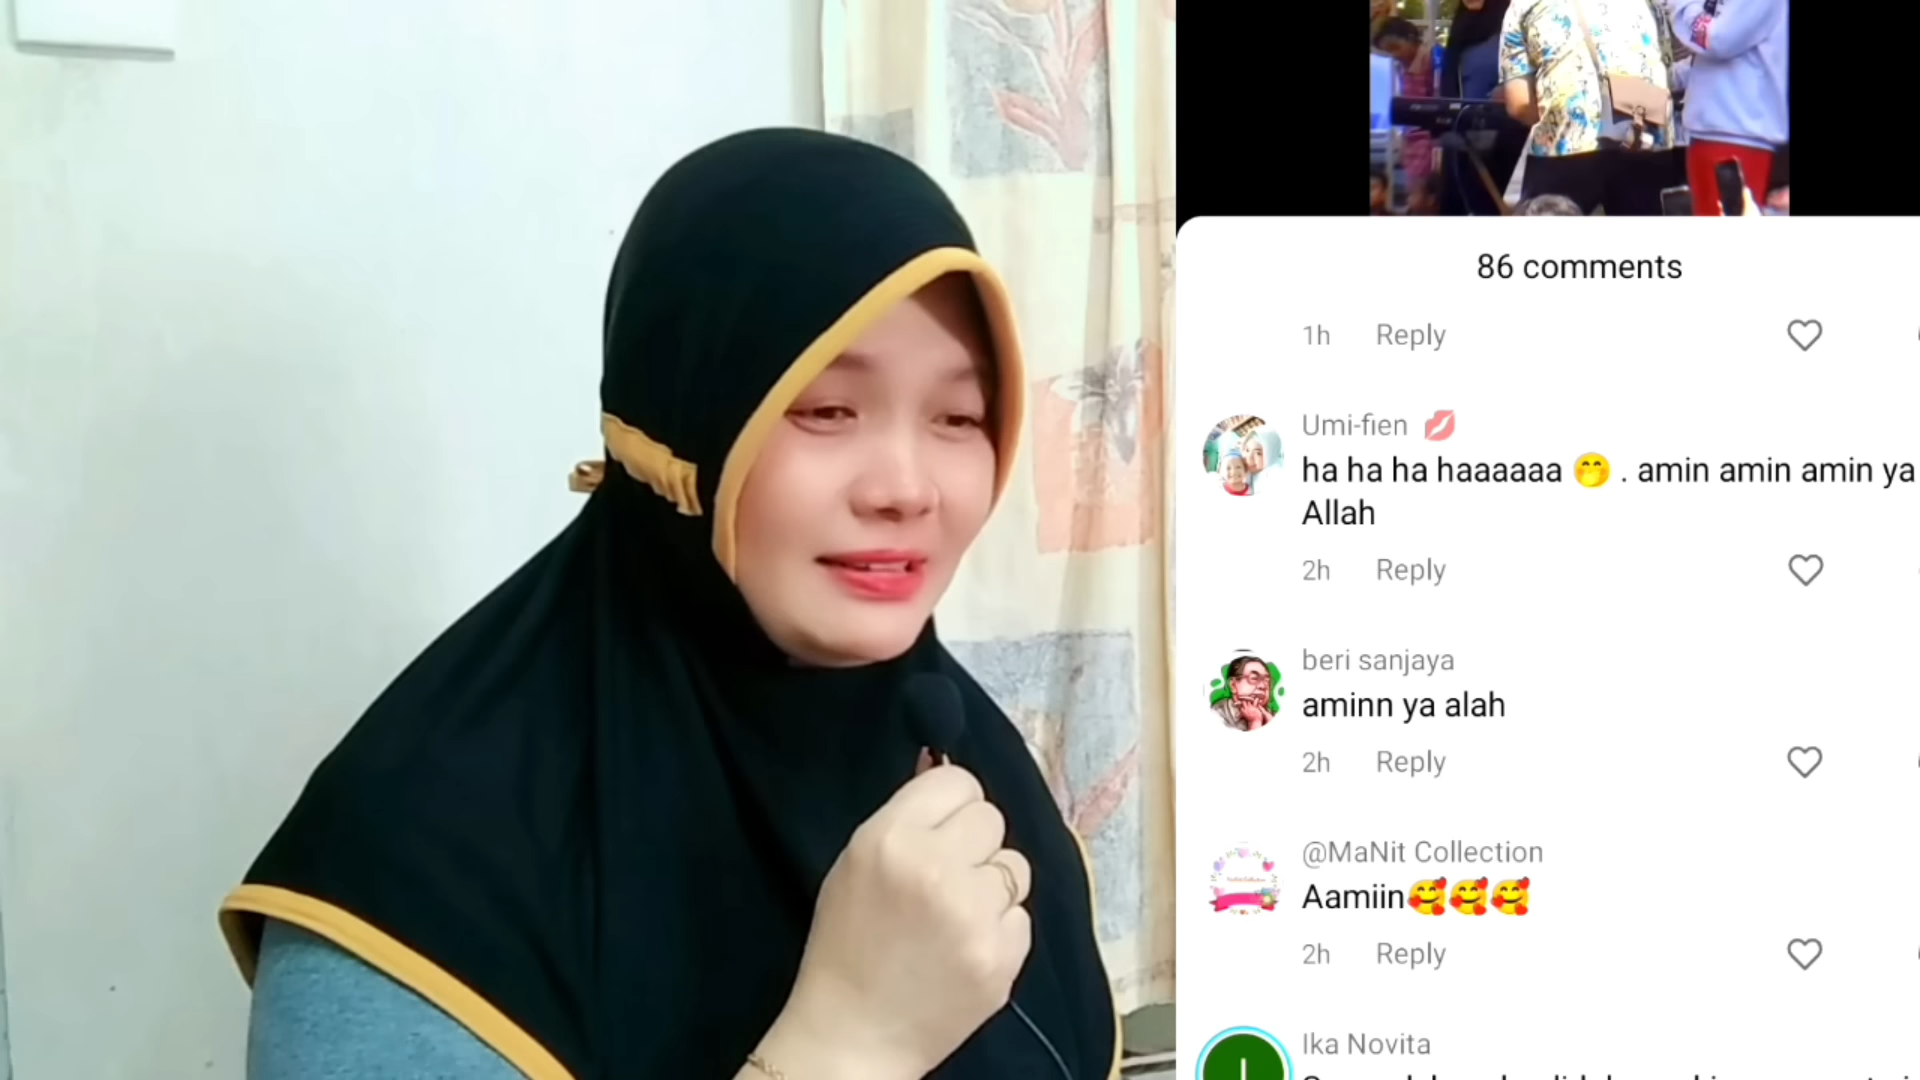 86 comments
1h Reply
Umi-fien 💋
ha ha ha haaaaaa 🤭 . amin amin amin ya
Allah
2h Reply
beri sanjaya
aminn ya alah
2h Reply
@MaNit Collection
Aamiin🥰🥰🥰
2h Reply
Ika Novita